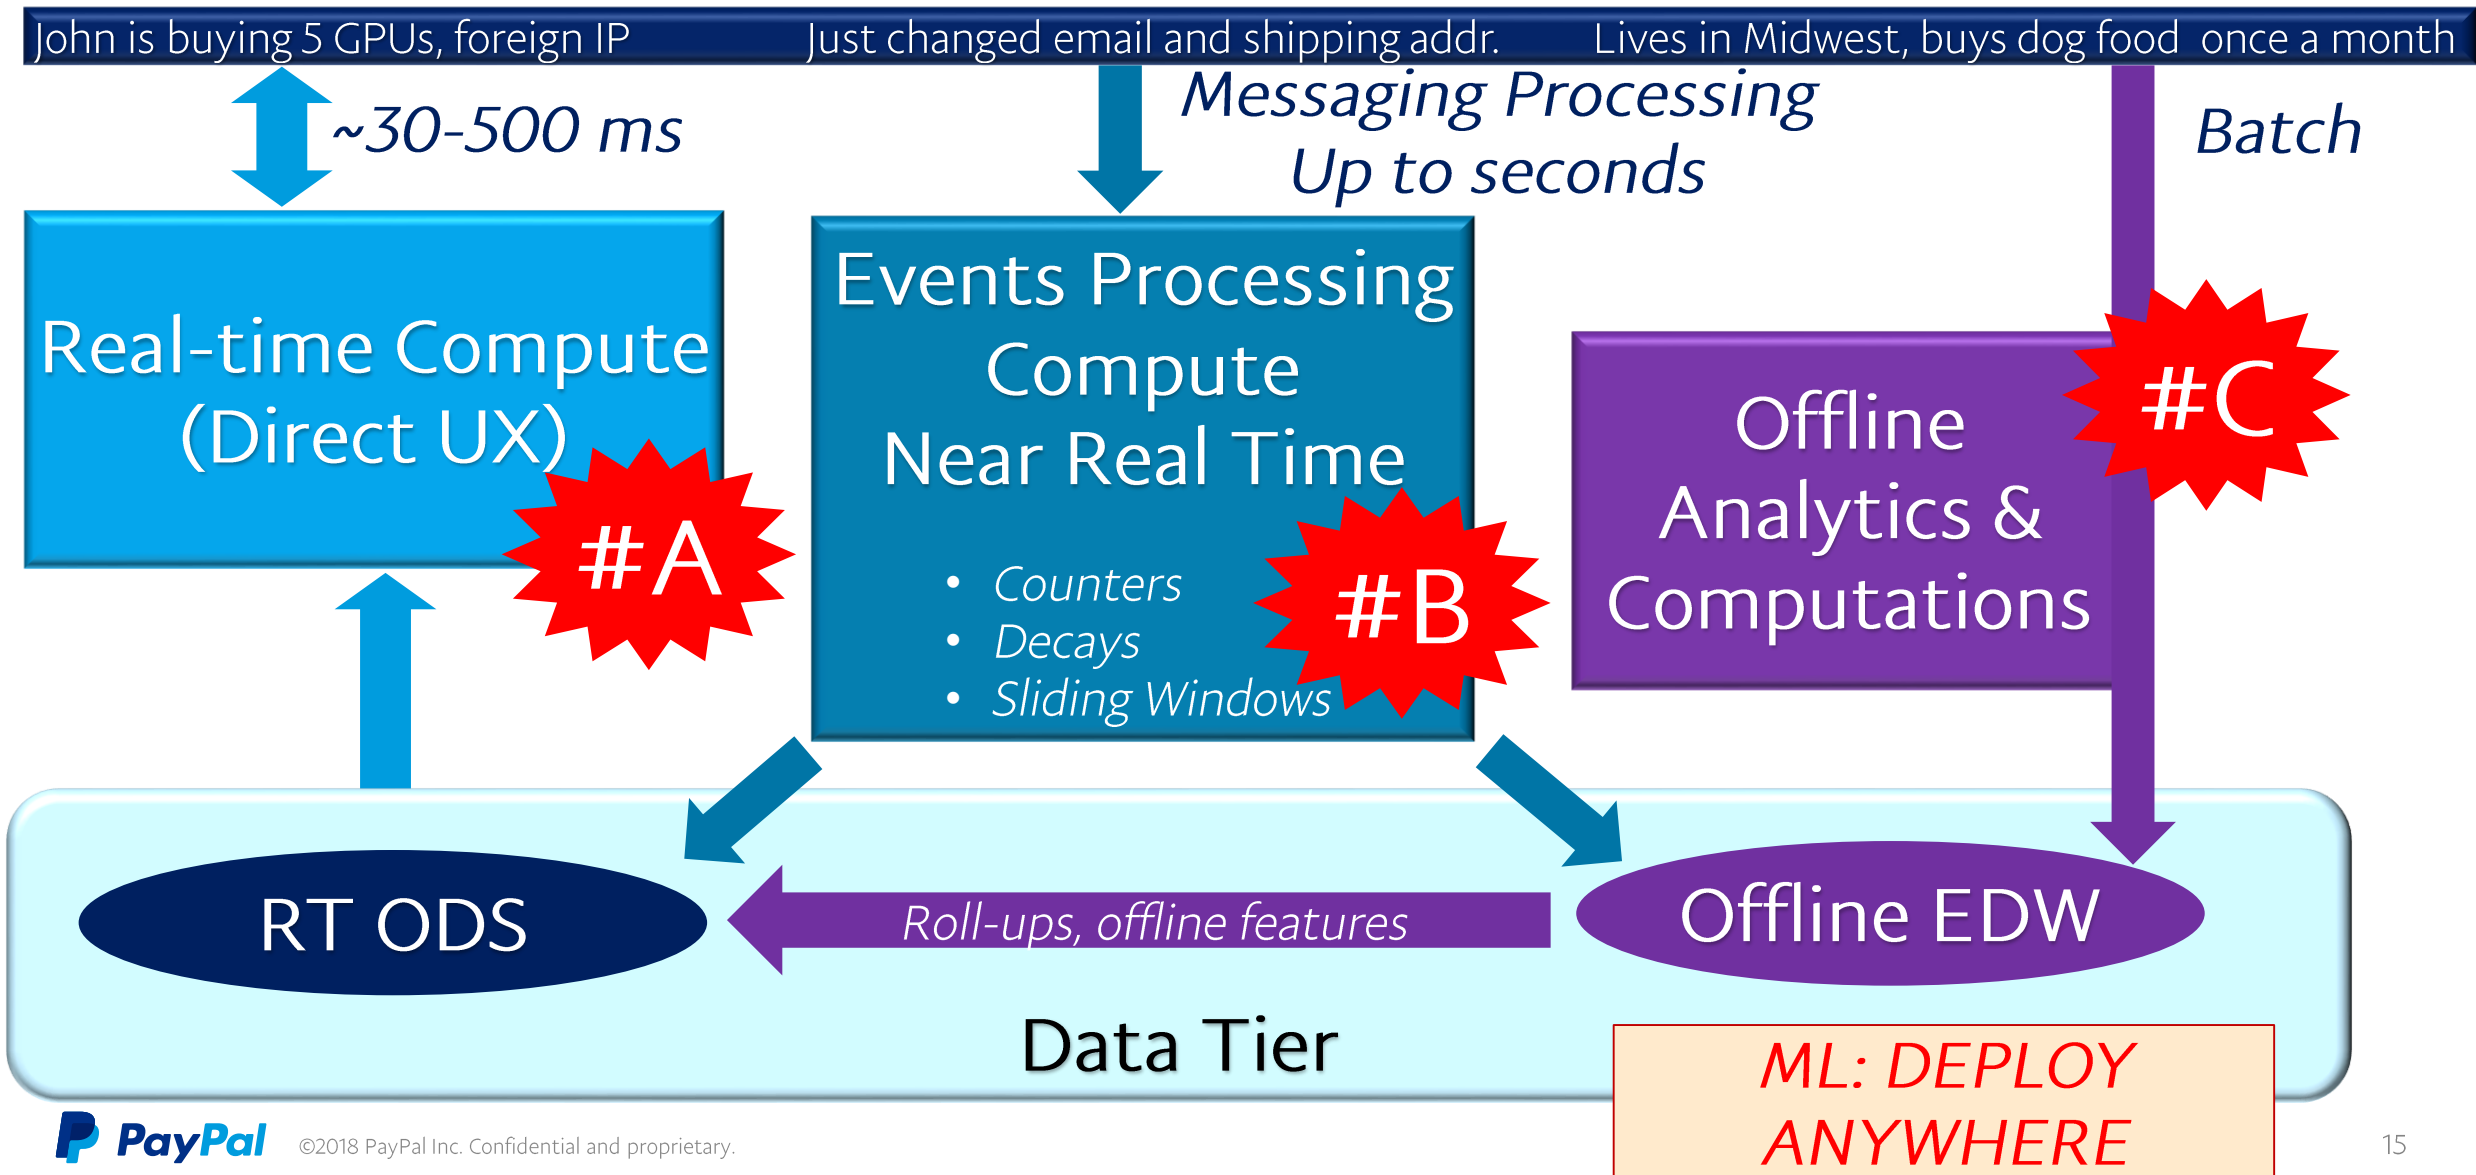 John is buying 5 GPUs, foreign IP
Just changed email and shipping addr.
Lives in Midwest, buys dog food once a month
~30-500 ms
Messaging Processing
Up to seconds
Batch
Real-time Compute
(Direct UX)
#A
Events Processing
Compute
Near Real Time
• Counters
• Decays
• Sliding Windows
#B
Offline
Analytics &
Computations
#C
RT ODS
Roll-ups, offline features
Offline EDW
Data Tier
ML: DEPLOY
ANYWHERE
PayPal
©2018 PayPal Inc. Confidential and proprietary.
15